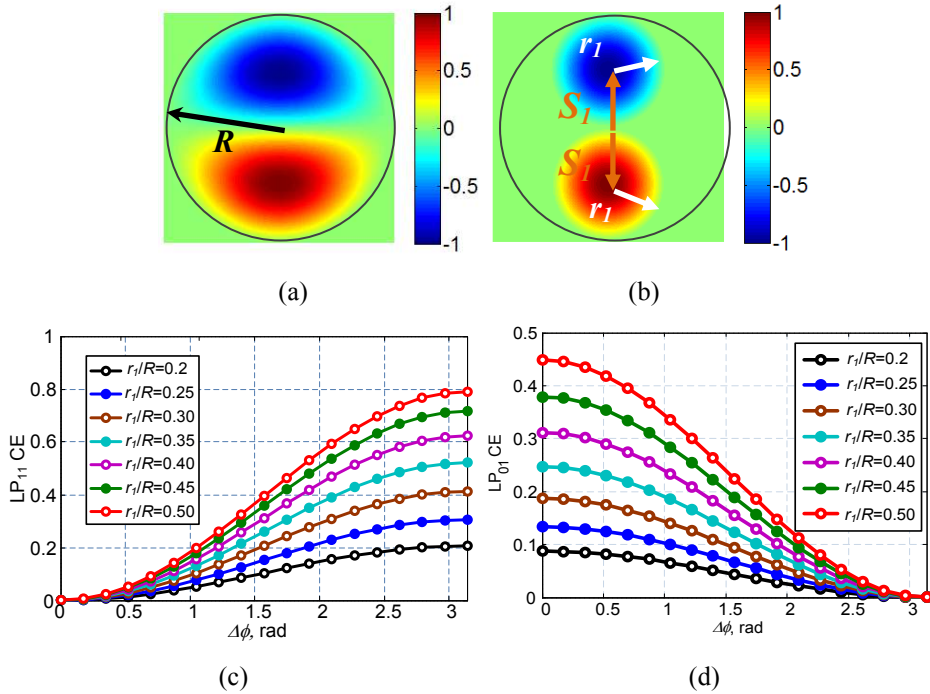 1
0.5
0
-0.5
-1
R
(a)
1
0.5
0
-0.5
-1
r1
S1
S1
r1
(b)
LP11 CE
1
0.8
0.6
0.4
0.2
0
r1/R=0.2
r1/R=0.25
r1/R=0.30
r1/R=0.35
r1/R=0.40
r1/R=0.45
r1/R=0.50
0 0.5 1 1.5 2 2.5 3
Δϕ, rad
(c)
LP01 CE
0.5
0.4
0.3
0.2
0.1
0
r1/R=0.2
r1/R=0.25
r1/R=0.30
r1/R=0.35
r1/R=0.40
r1/R=0.45
r1/R=0.50
0 0.5 1 1.5 2 2.5 3
Δϕ, rad
(d)